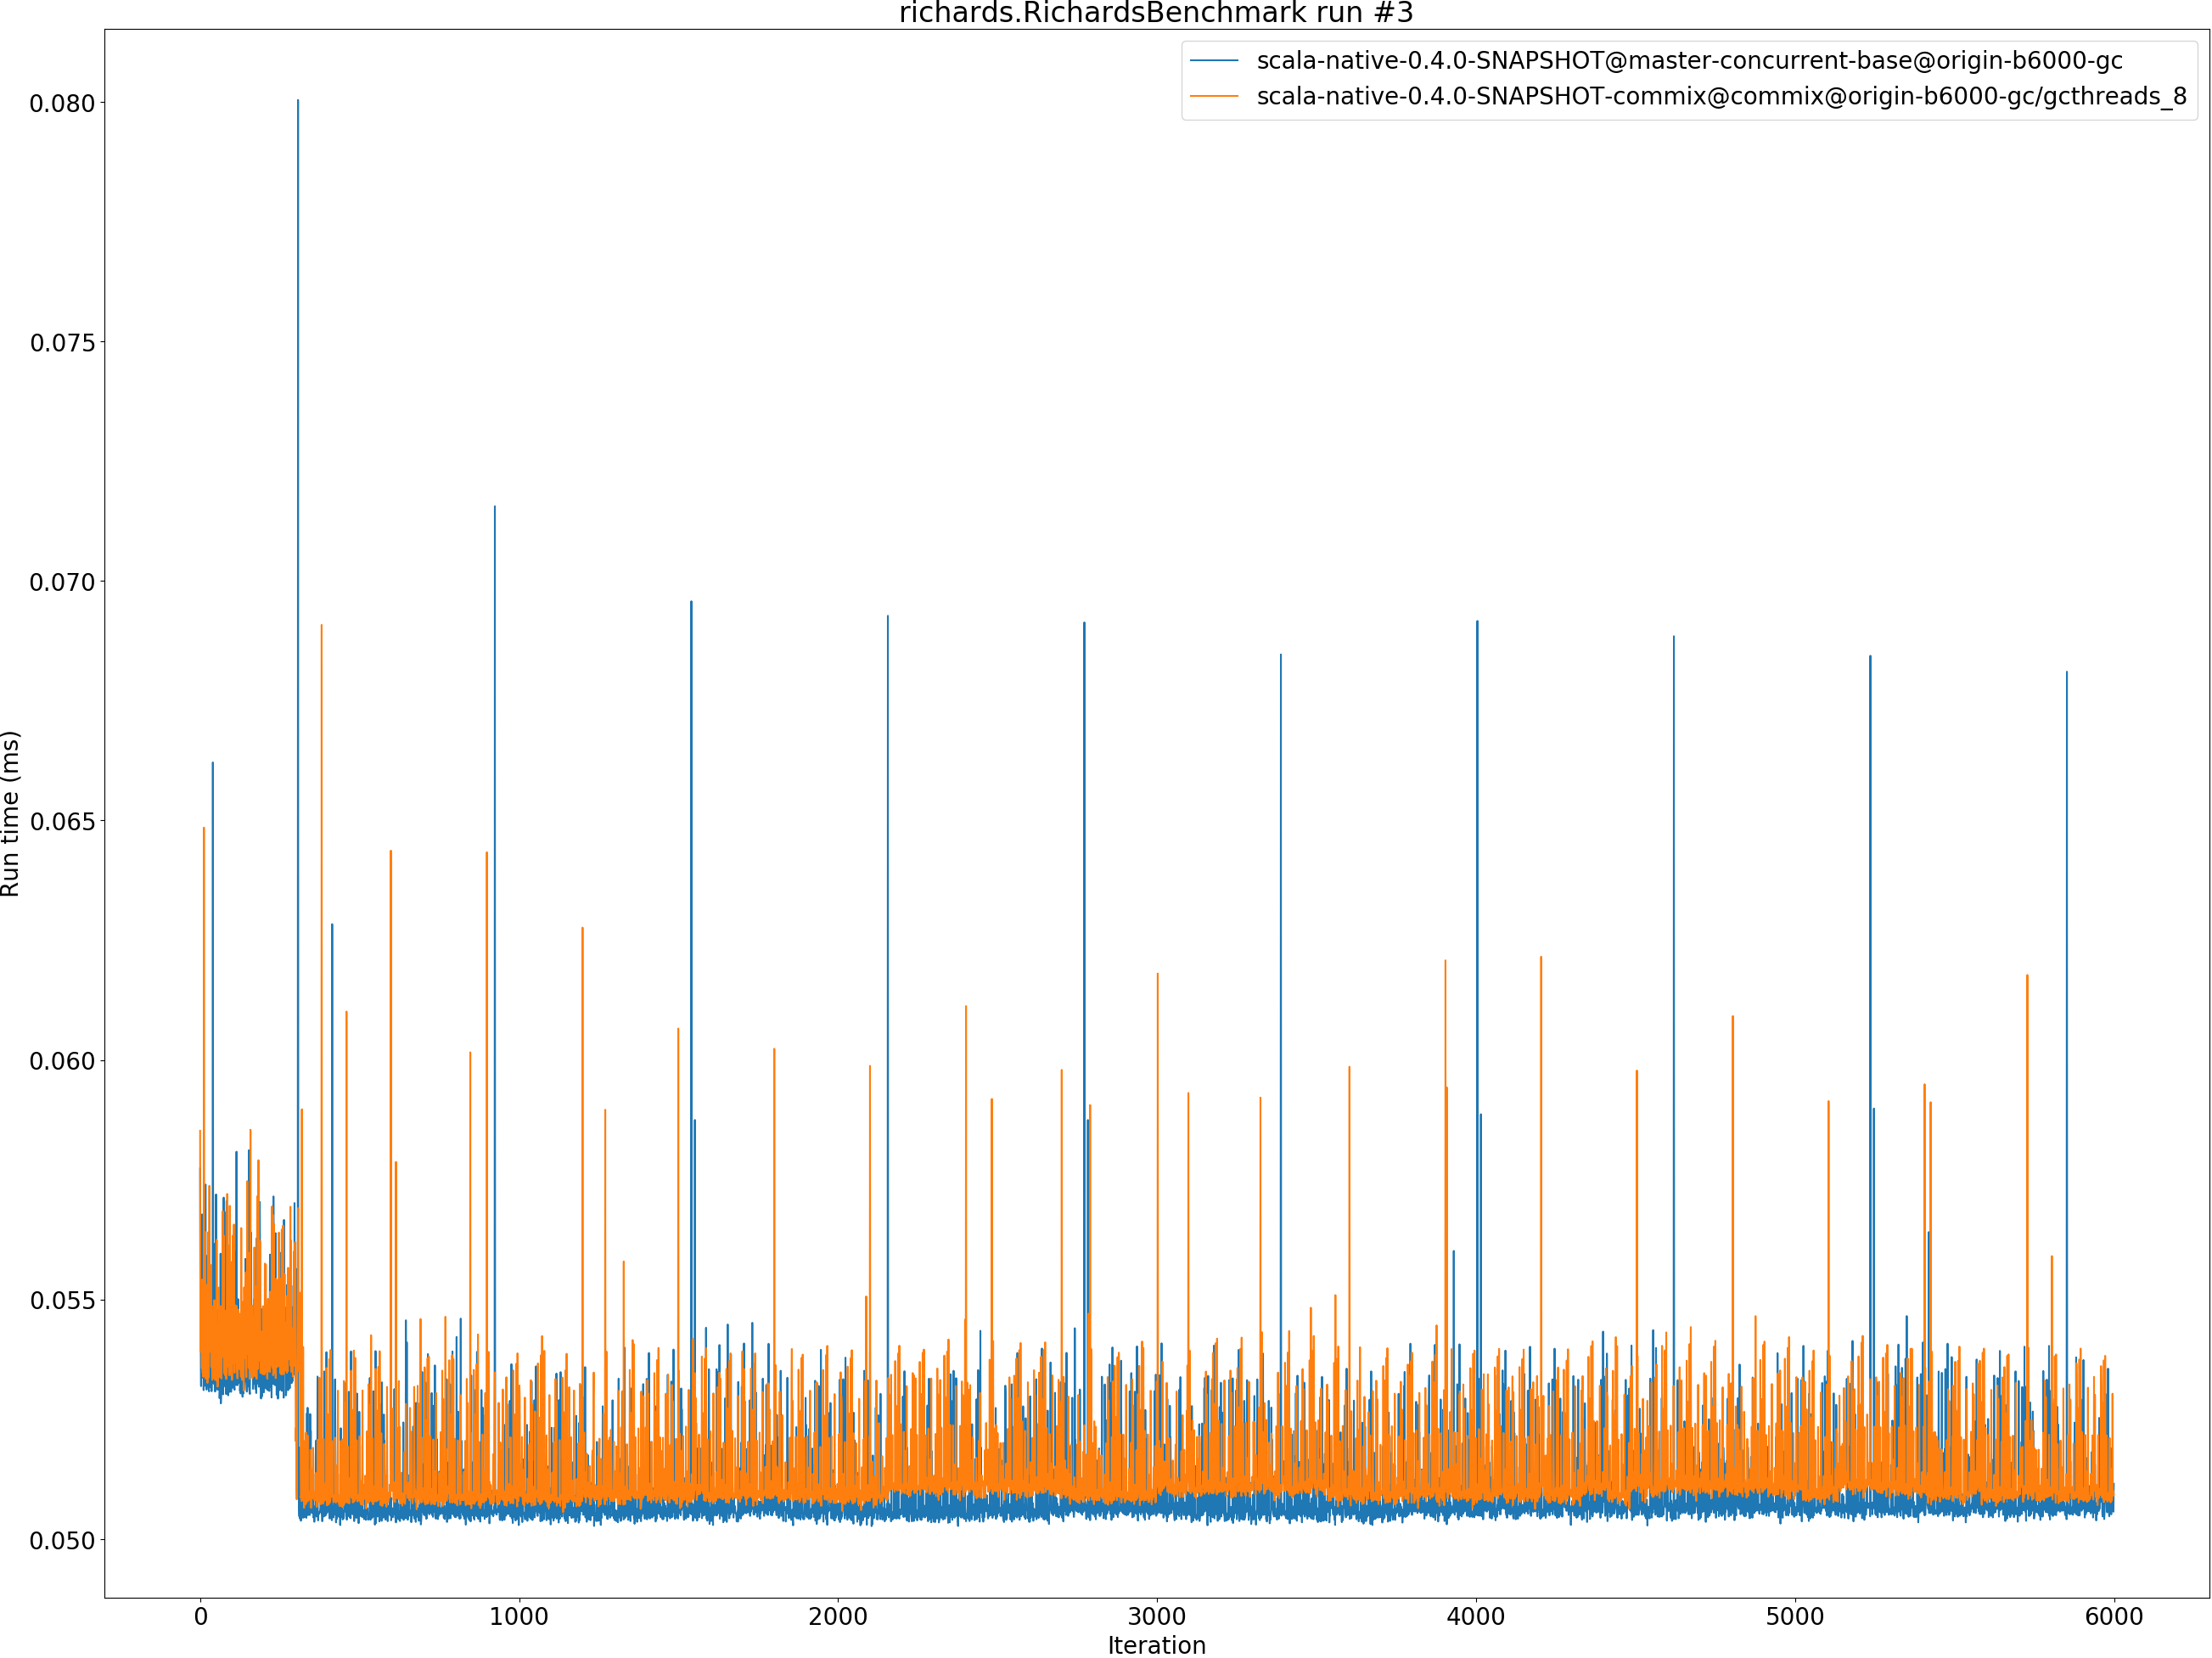 richards.RichardsBenchmark run #3
scala-native-0.4.0-SNAPSHOT@master-concurrent-base@origin-b6000-gc
scala-native-0.4.0-SNAPSHOT-commix@commix@origin-b6000-gc/gcthreads_8
Run time (ms)
0.080
0.075
0.070
0.065
0.060
0.055
0.050
0 1000 2000 3000 4000 5000 6000
Iteration